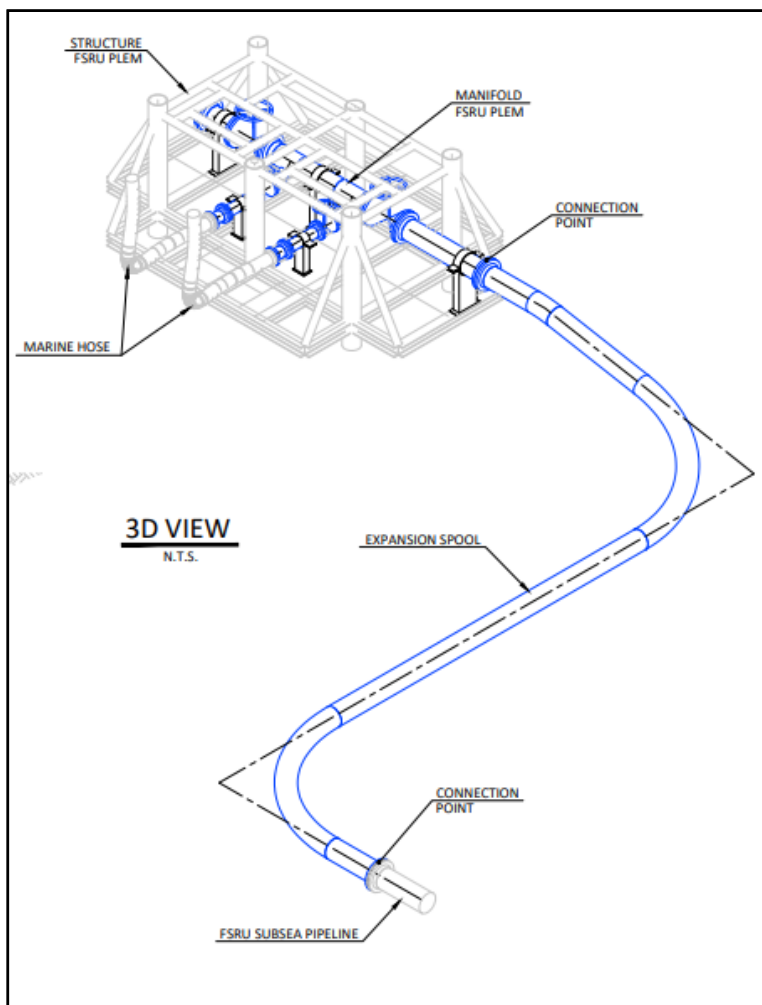 STRUCTURE
FSRU PLEM
MANIFOLD
FSRU PLEM
CONNECTION
POINT
MARINE HOSE
3D VIEW
N.T.S.
EXPANSION SPOOL
CONNECTION
POINT
FSRU SUBSEA PIPELINE